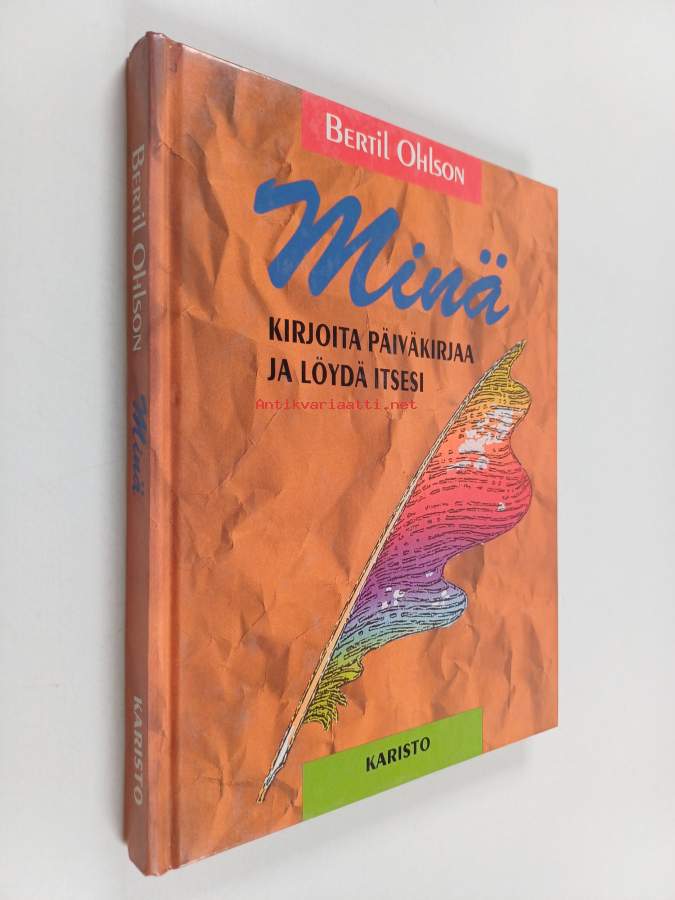 BERTIL OHLSON
Minä
KIRJOITA PÄIVÄKIRJAA
JA LÖYDÄ ITSESI
Antikvariaatti.net
KARISTO
BERTIL OHLSON
Minä
KARISTO